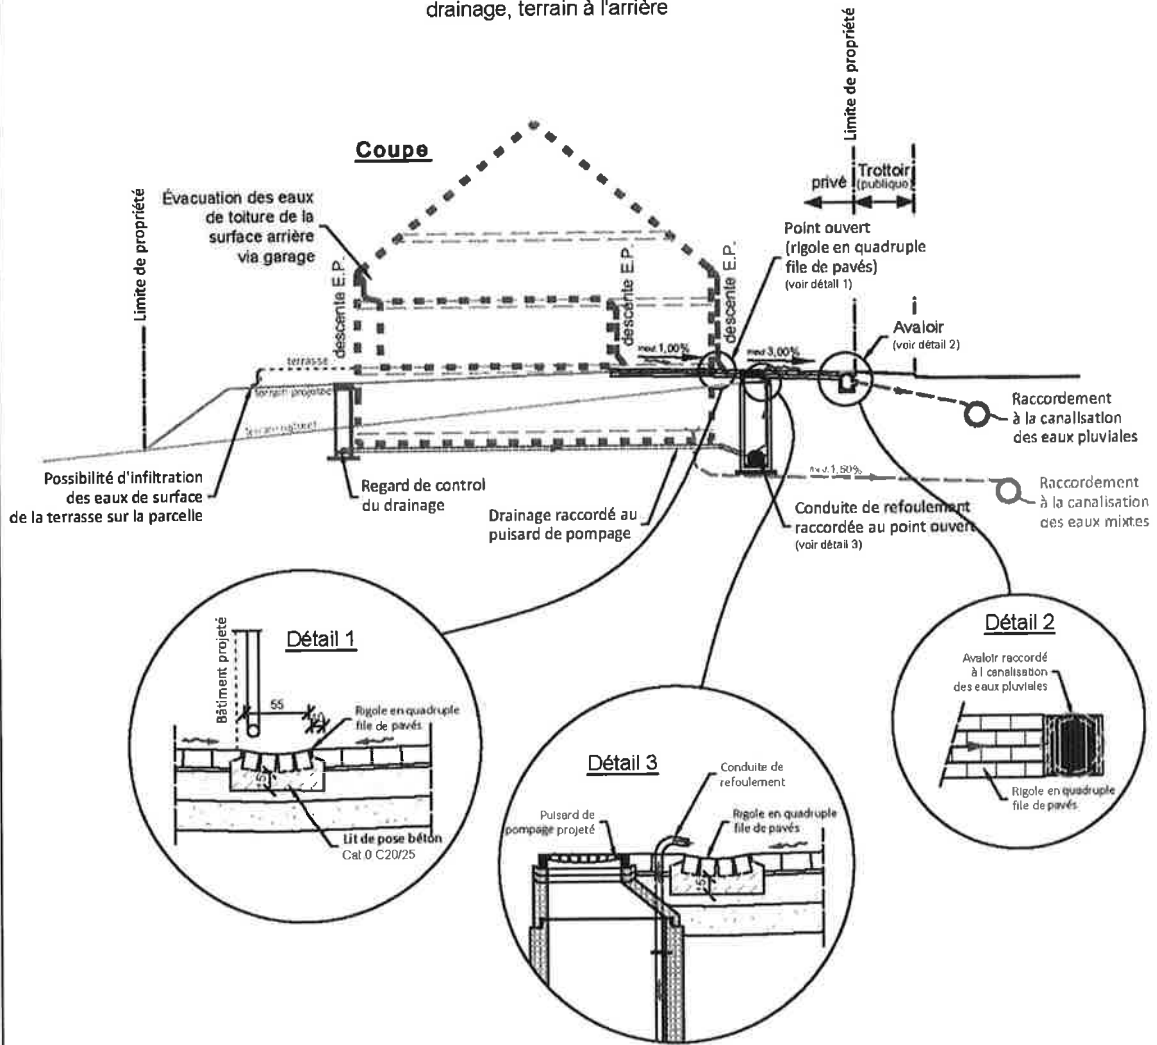 drainage, terrain à l'arrière
Coupe
Limite de propriété
Limite de propriété
privé
Trottoir
(publique)
Évacuation des eaux
de toiture de la
surface arrière
via garage
descente E.P.
descente E.P.
descente E.P.
Point ouvert
(rigole en quadruple
file de pavés)
(voir détail 1)
Avaloir
(voir détail 2)
terrasse
terrain projetée
terrain naturel
1,00%
3,00%
1,50%
Raccordement
à la canalisation
des eaux pluviales
Raccordement
à la canalisation
des eaux mixtes
Possibilité d'infiltration
des eaux de surface
de la terrasse sur la parcelle
Regard de control
du drainage
Drainage raccordé au
puisard de pompage
Conduite de refoulement
raccordée au point ouvert
(voir détail 3)
Détail 1
Bâtiment projeté
55
Rigole en quadruple
file de pavés
15
Lit de pose béton
Cat.0 C20/25
Détail 3
Conduite de
refoulement
Puisard de
pompage projeté
Rigole en quadruple
file de pavés
15
Détail 2
Avaloir raccordé
à l canalisation
des eaux pluviales
Rigole en quadruple
file de pavés